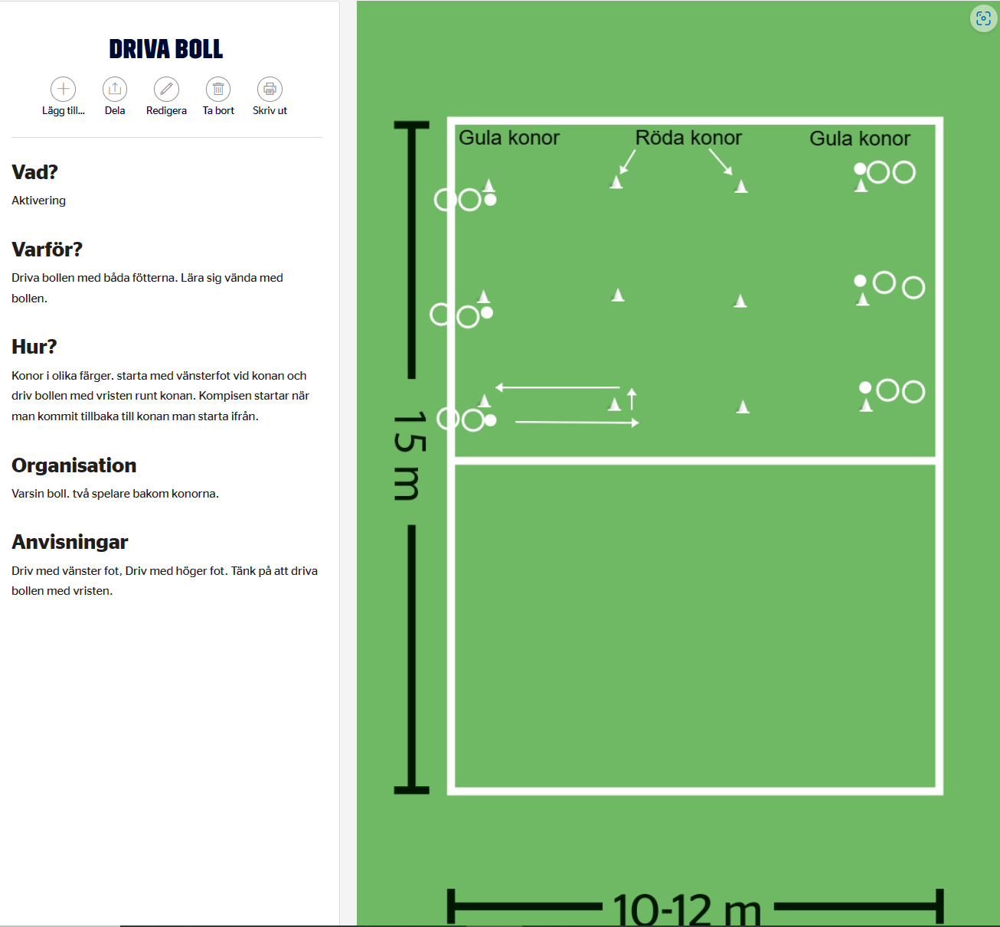 DRIVA BOLL
Lägg till... Dela Redigera Ta bort Skriv ut
Vad?
Aktivering
Varför?
Driva bollen med båda fötterna. Lära sig vända med
bollen.
Hur?
Konor i olika färger. starta med vänsterfot vid konan och
driv bollen med vristen runt konan. Kompisen startar när
man kommit tillbaka till konan man starta ifrån.
Organisation
Varsin boll. två spelare bakom konorna.
Anvisningar
Driv med vänster fot, Driv med höger fot. Tänk på att driva
bollen med vristen.
Gula konor Röda konor Gula konor
15 m
10-12 m